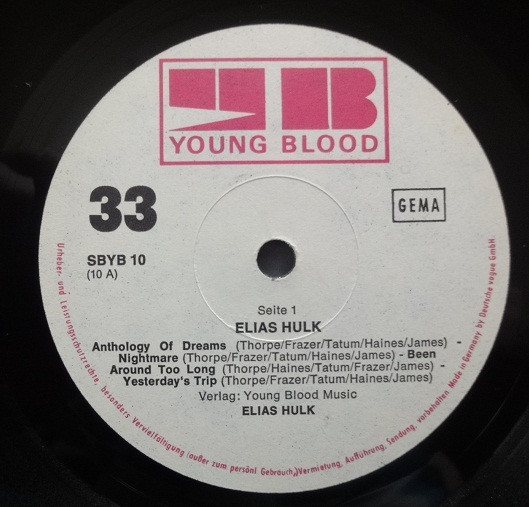 YB
YOUNG BLOOD
33
GEMA
SBYB 10
(10 A)
Seite 1
ELIAS HULK
Anthology Of Dreams (Thorpe/Frazer/Tatum/Haines/James) -
Nightmare (Thorpe/Frazer/Tatum/Haines/James) - Been
Around Too Long (Thorpe/Haines/Tatum/Frazer/James) -
Yesterday's Trip (Thorpe/Frazer/Tatum/Haines/James)
Verlag: Young Blood Music
ELIAS HULK
Urheber- und Leistungsschutzrechte, besonders Vervielfältigung (außer zum persönl. Gebrauch), Vermietung, Aufführung, Sendung, vorbehalten. Made in Germany by Deutsche vogue GmbH.